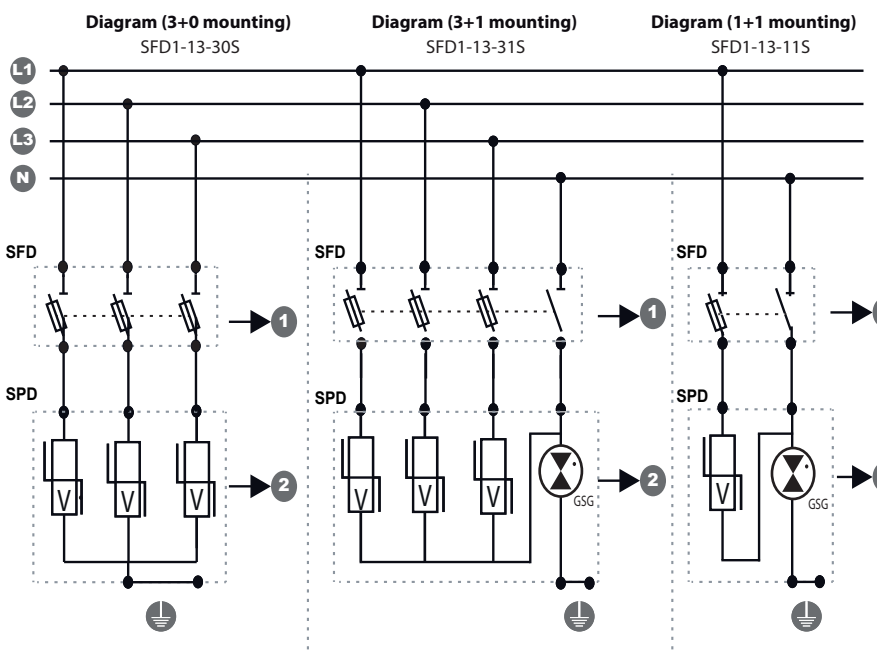 Diagram (3+0 mounting)
SFD1-13-30S
Diagram (3+1 mounting)
SFD1-13-31S
Diagram (1+1 mounting)
SFD1-13-11S
L1
L2
L3
N
SFD
1
SPD
V V V
2
SFD
1
SPD
V V V
GSG
2
SFD
SPD
V
GSG